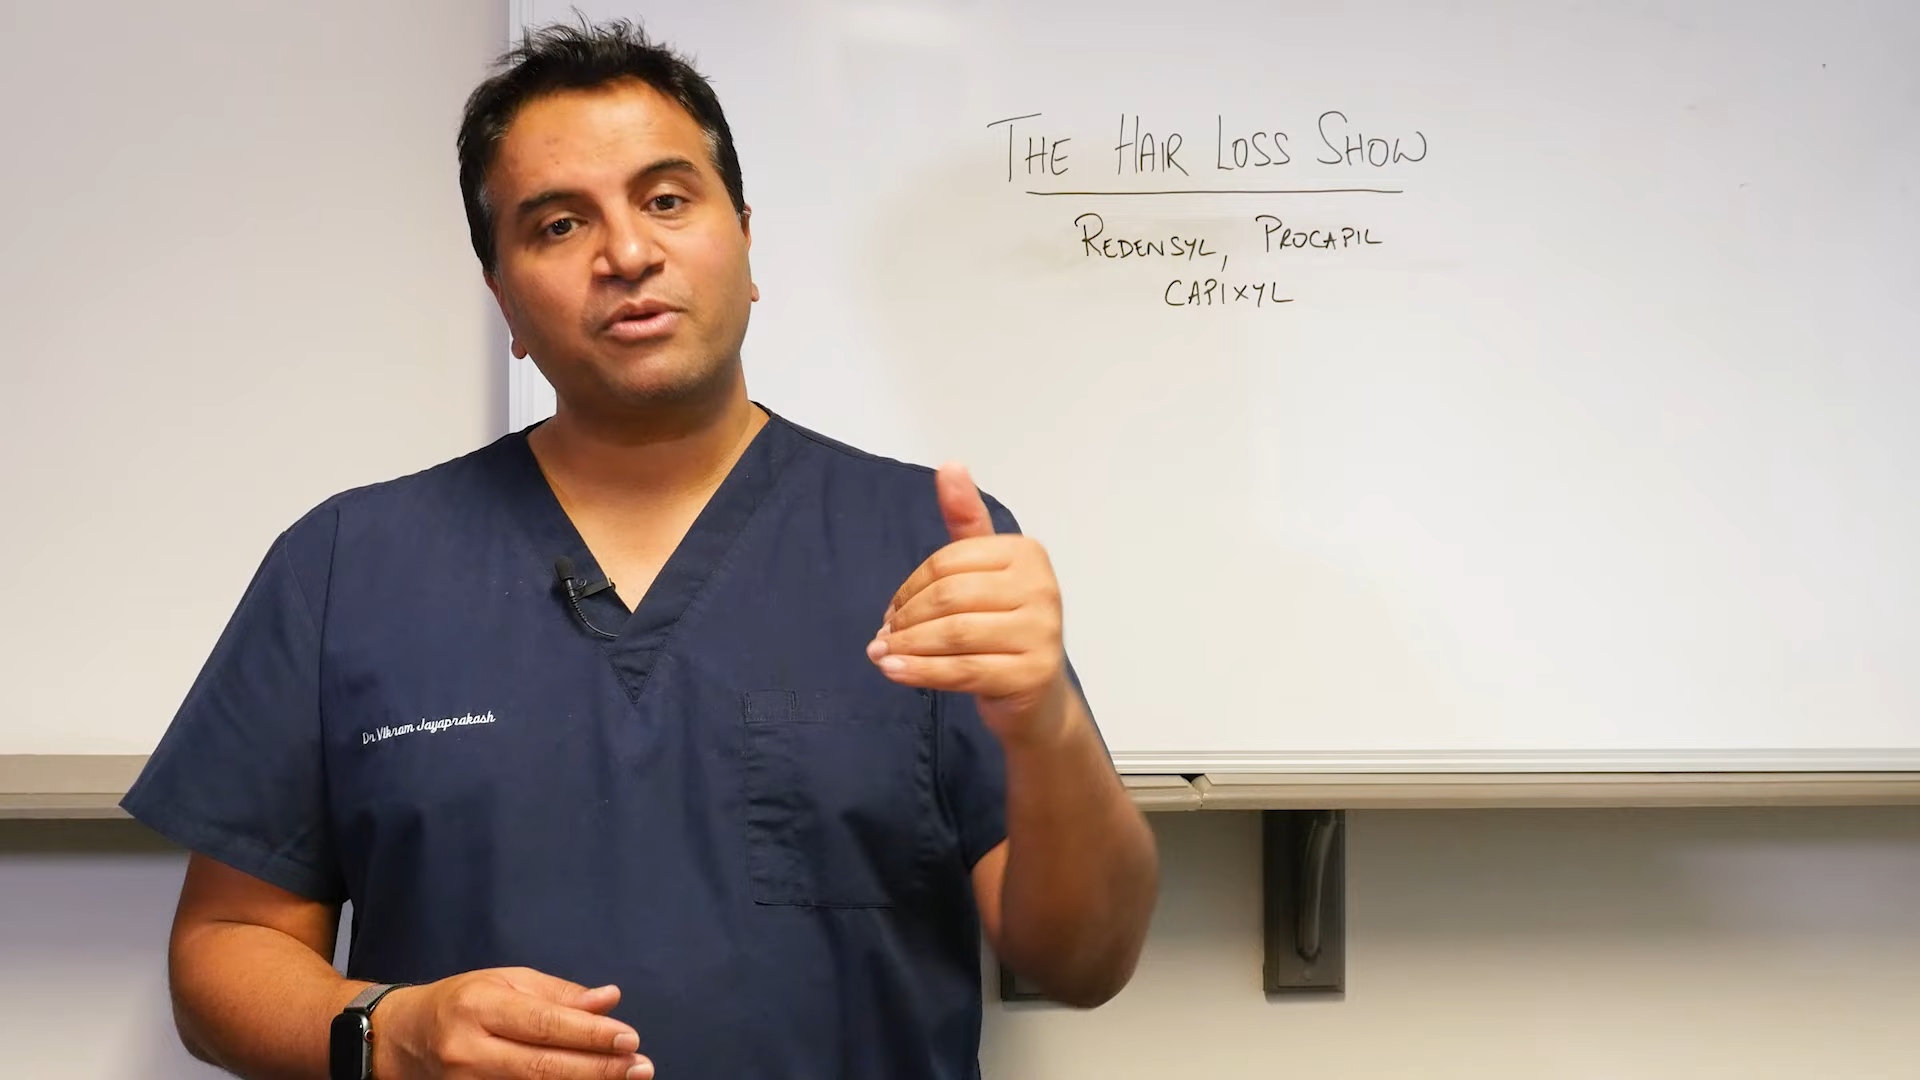 THE HAIR LOSS SHOW
REDENSYL, PROCAPIL
CAPIXYL
Dr Vikram Jayaprakash